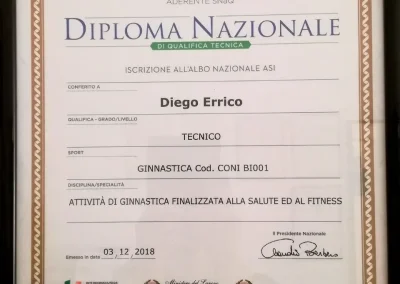 ADERENTE SNaQ
DIPLOMA NAZIONALE
DI QUALIFICA TECNICA
ISCRIZIONE ALL'ALBO NAZIONALE ASI
CONFERITO A
Diego Errico
QUALIFICA - GRADO/LIVELLO
TECNICO
SPORT
GINNASTICA Cod. CONI BI001
DISCIPLINA/SPECIALITÀ
ATTIVITÀ DI GINNASTICA FINALIZZATA ALLA SALUTE ED AL FITNESS
Il Presidente Nazionale
Emesso in data 03 12 2018
Claudio Barbaro